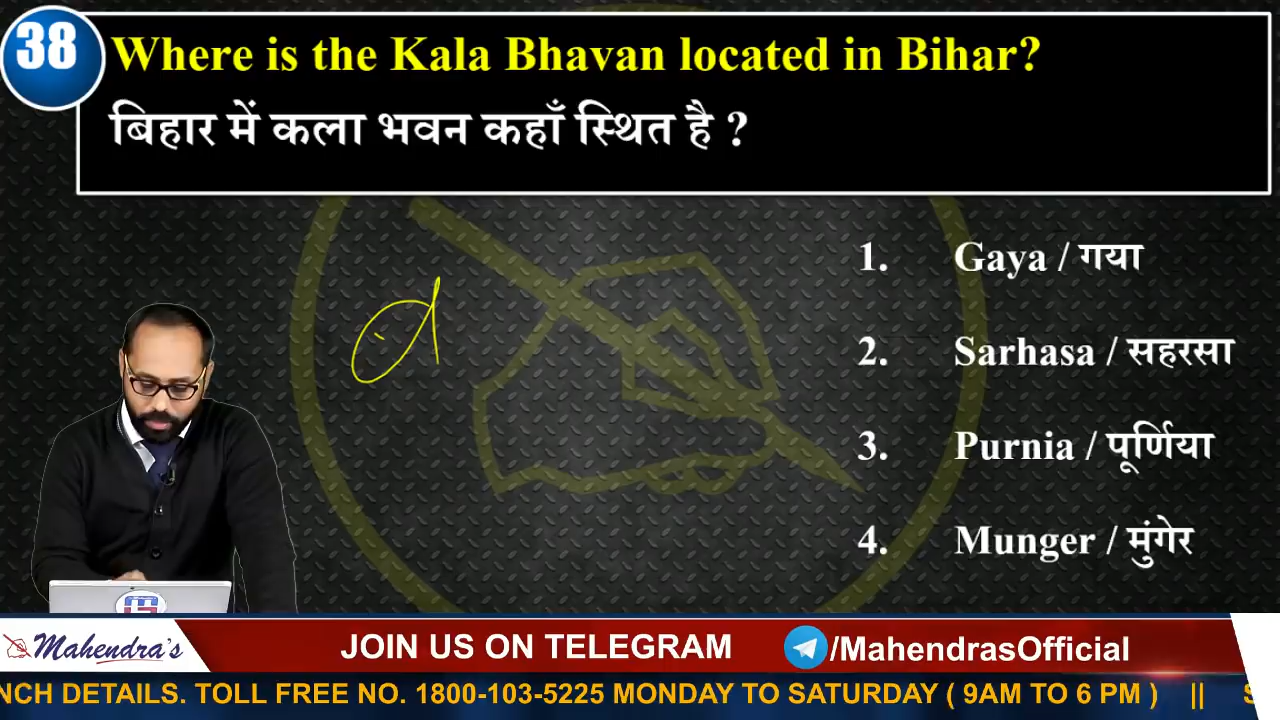 38
Where is the Kala Bhavan located in Bihar?
बिहार में कला भवन कहाँ स्थित है ?
1. Gaya / गया
2. Sarhasa / सहरसा
3. Purnia / पूर्णिया
4. Munger / मुंगेर
d
Mahendra's
JOIN US ON TELEGRAM
/MahendrasOfficial
NCH DETAILS. TOLL FREE NO. 1800-103-5225 MONDAY TO SATURDAY ( 9AM TO 6 PM ) || S